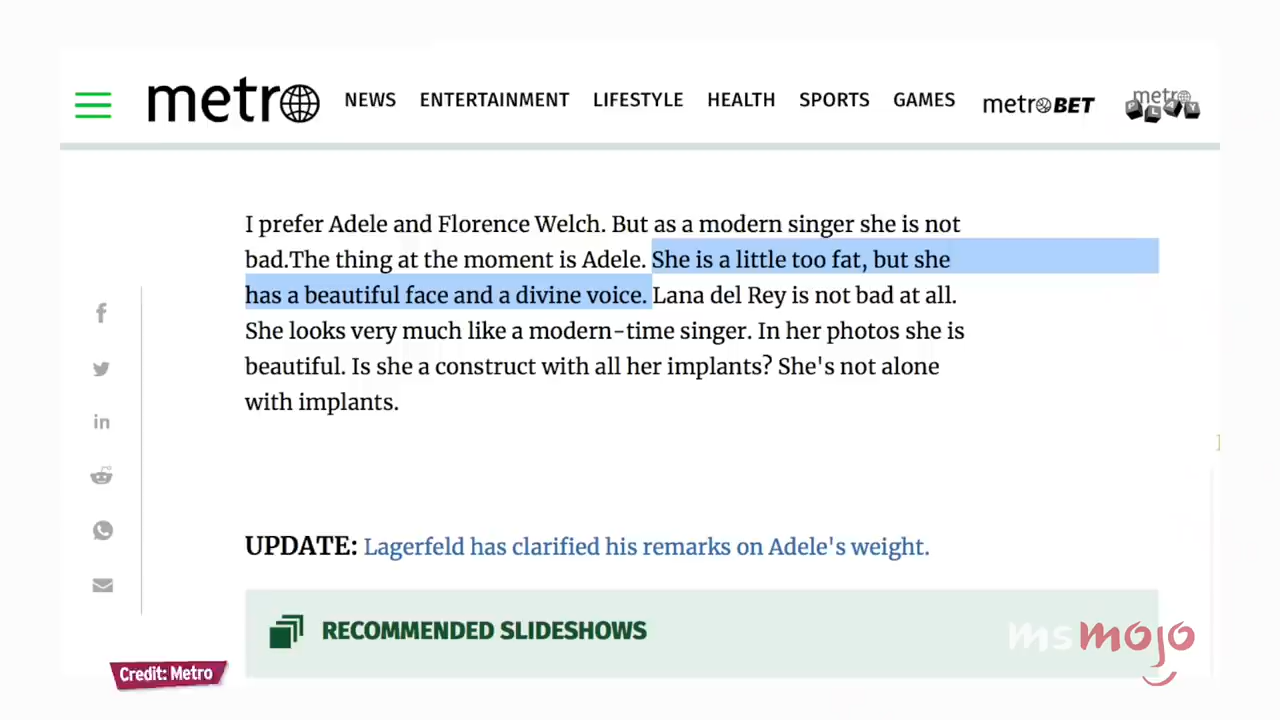 metro NEWS ENTERTAINMENT LIFESTYLE HEALTH SPORTS GAMES metroBET metro PLAY
I prefer Adele and Florence Welch. But as a modern singer she is not
bad.The thing at the moment is Adele. She is a little too fat, but she
has a beautiful face and a divine voice. Lana del Rey is not bad at all.
She looks very much like a modern-time singer. In her photos she is
beautiful. Is she a construct with all her implants? She's not alone
with implants.
UPDATE: Lagerfeld has clarified his remarks on Adele's weight.
RECOMMENDED SLIDESHOWS
msmojo
Credit: Metro